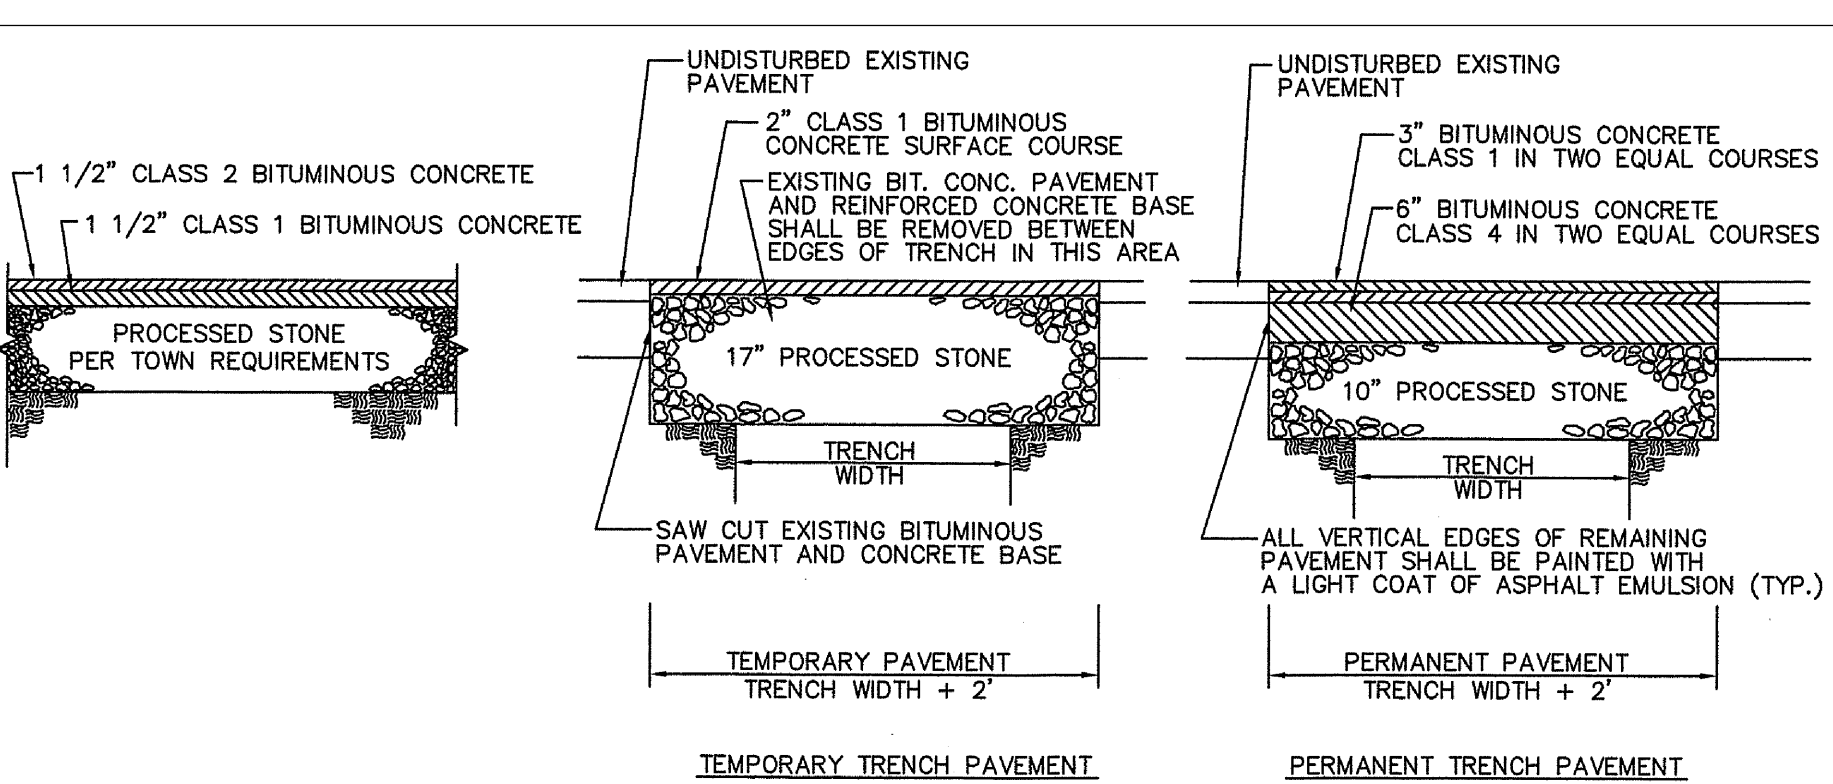 1 1/2” CLASS 2 BITUMINOUS CONCRETE
1 1/2” CLASS 1 BITUMINOUS CONCRETE
PROCESSED STONE
PER TOWN REQUIREMENTS
UNDISTURBED EXISTING
PAVEMENT
2” CLASS 1 BITUMINOUS
CONCRETE SURFACE COURSE
EXISTING BIT. CONC. PAVEMENT
AND REINFORCED CONCRETE BASE
SHALL BE REMOVED BETWEEN
EDGES OF TRENCH IN THIS AREA
17” PROCESSED STONE
TRENCH
WIDTH
SAW CUT EXISTING BITUMINOUS
PAVEMENT AND CONCRETE BASE
TEMPORARY PAVEMENT
TRENCH WIDTH + 2'
TEMPORARY TRENCH PAVEMENT
UNDISTURBED EXISTING
PAVEMENT
3” BITUMINOUS CONCRETE
CLASS 1 IN TWO EQUAL COURSES
6” BITUMINOUS CONCRETE
CLASS 4 IN TWO EQUAL COURSES
10” PROCESSED STONE
TRENCH
WIDTH
ALL VERTICAL EDGES OF REMAINING
PAVEMENT SHALL BE PAINTED WITH
A LIGHT COAT OF ASPHALT EMULSION (TYP.)
PERMANENT PAVEMENT
TRENCH WIDTH + 2'
PERMANENT TRENCH PAVEMENT